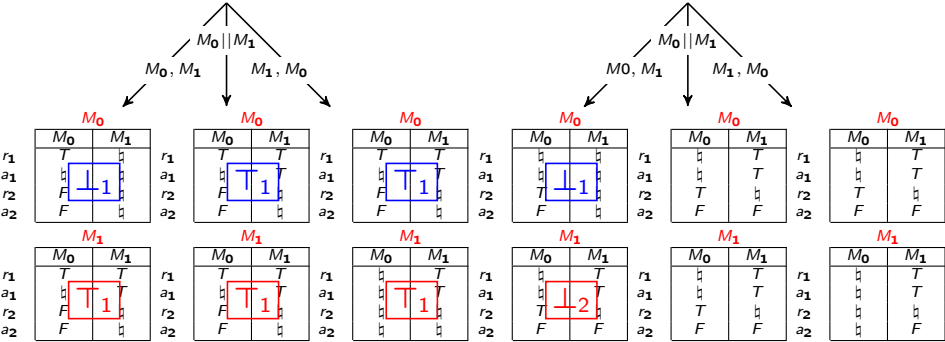 M₀||M₁ M₀||M₁
M₀, M₁ M₁, M₀ M0, M₁ M₁, M₀
M₀ M₀ M₀ M₀ M₀ M₀
M₀ M₁ M₀ M₁ M₀ M₁ M₀ M₁ M₀ M₁ M₀ M₁
r₁ T ♮ r₁ T T r₁ T T r₁ ♮ ♮ r₁ ♮ T r₁ ♮ T
a₁ ♮ ♮ a₁ ♮ T a₁ ♮ T a₁ ♮ ♮ a₁ ♮ T a₁ ♮ T
⊥₁ ⊤₁ ⊤₁ ⊥₁
r₂ F ♮ r₂ F ♮ r₂ F ♮ r₂ T ♮ r₂ T ♮ r₂ T ♮
a₂ F ♮ a₂ F ♮ a₂ F ♮ a₂ F ♮ a₂ F F a₂ F F
M₁ M₁ M₁ M₁ M₁ M₁
M₀ M₁ M₀ M₁ M₀ M₁ M₀ M₁ M₀ M₁ M₀ M₁
r₁ T T r₁ T T r₁ ♮ T r₁ ♮ T r₁ ♮ T r₁ ♮ T
a₁ ♮ T a₁ ♮ T a₁ ♮ T a₁ ♮ T a₁ ♮ T a₁ ♮ T
⊤₁ ⊤₁ ⊤₁ ⊥₂
r₂ F ♮ r₂ F ♮ r₂ ♮ ♮ r₂ T ♮ r₂ T ♮ r₂ ♮ ♮
a₂ F ♮ a₂ F ♮ a₂ ♮ ♮ a₂ F F a₂ F F a₂ ♮ F